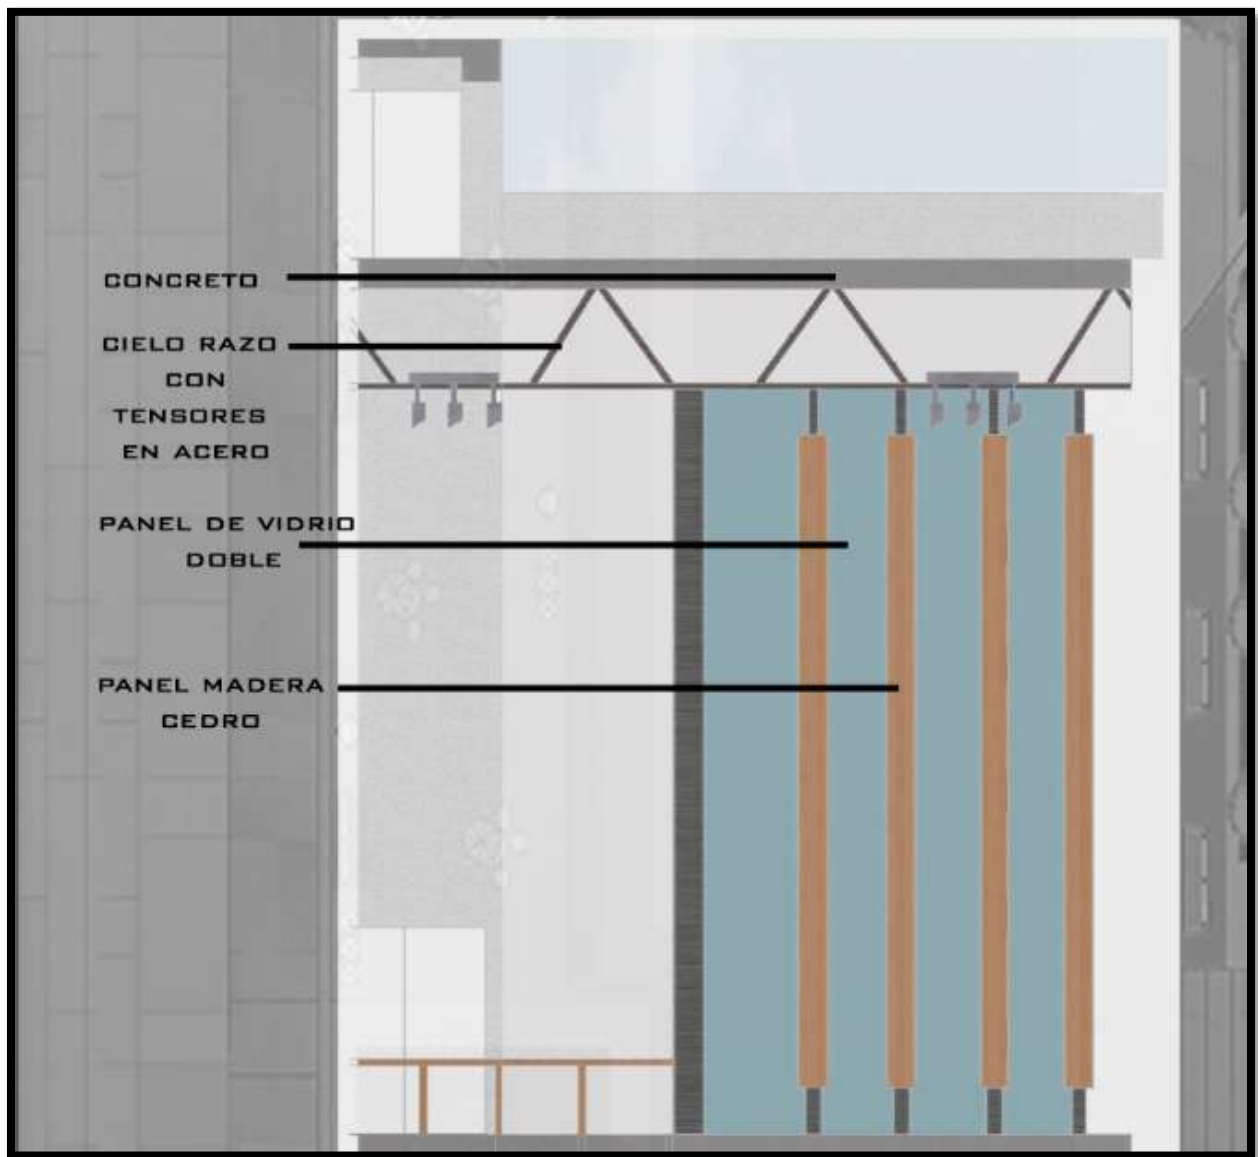 CONCRETO
CIELO RAZO
CON
TENSORES
EN ACERO
PANEL DE VIDRIO
DOBLE
PANEL MADERA
CEDRO